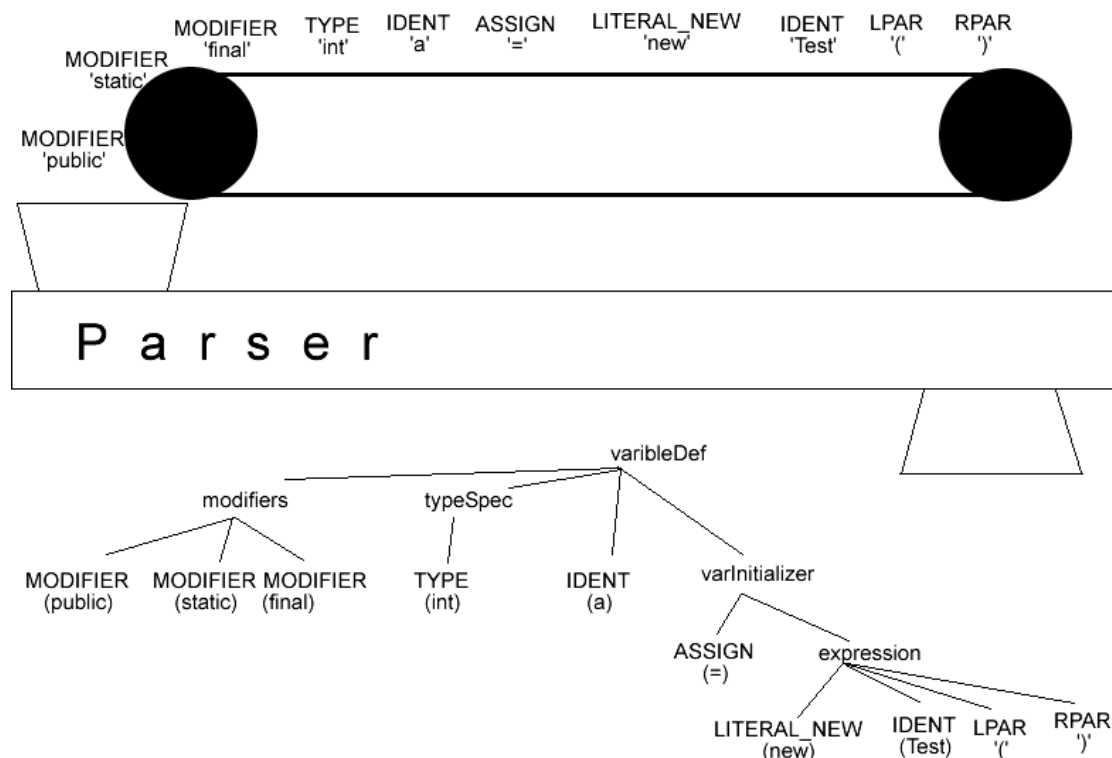 MODIFIER TYPE IDENT ASSIGN LITERAL_NEW IDENT LPAR RPAR
'final' 'int' 'a' '=' 'new' 'Test' '(' ')'
MODIFIER
'static'
MODIFIER
'public'
Parser
varibleDef
modifiers typeSpec
MODIFIER MODIFIER MODIFIER TYPE IDENT varInitializer
(public) (static) (final) (int) (a)
ASSIGN expression
(=)
LITERAL_NEW IDENT LPAR RPAR
(new) (Test) '(' ')'